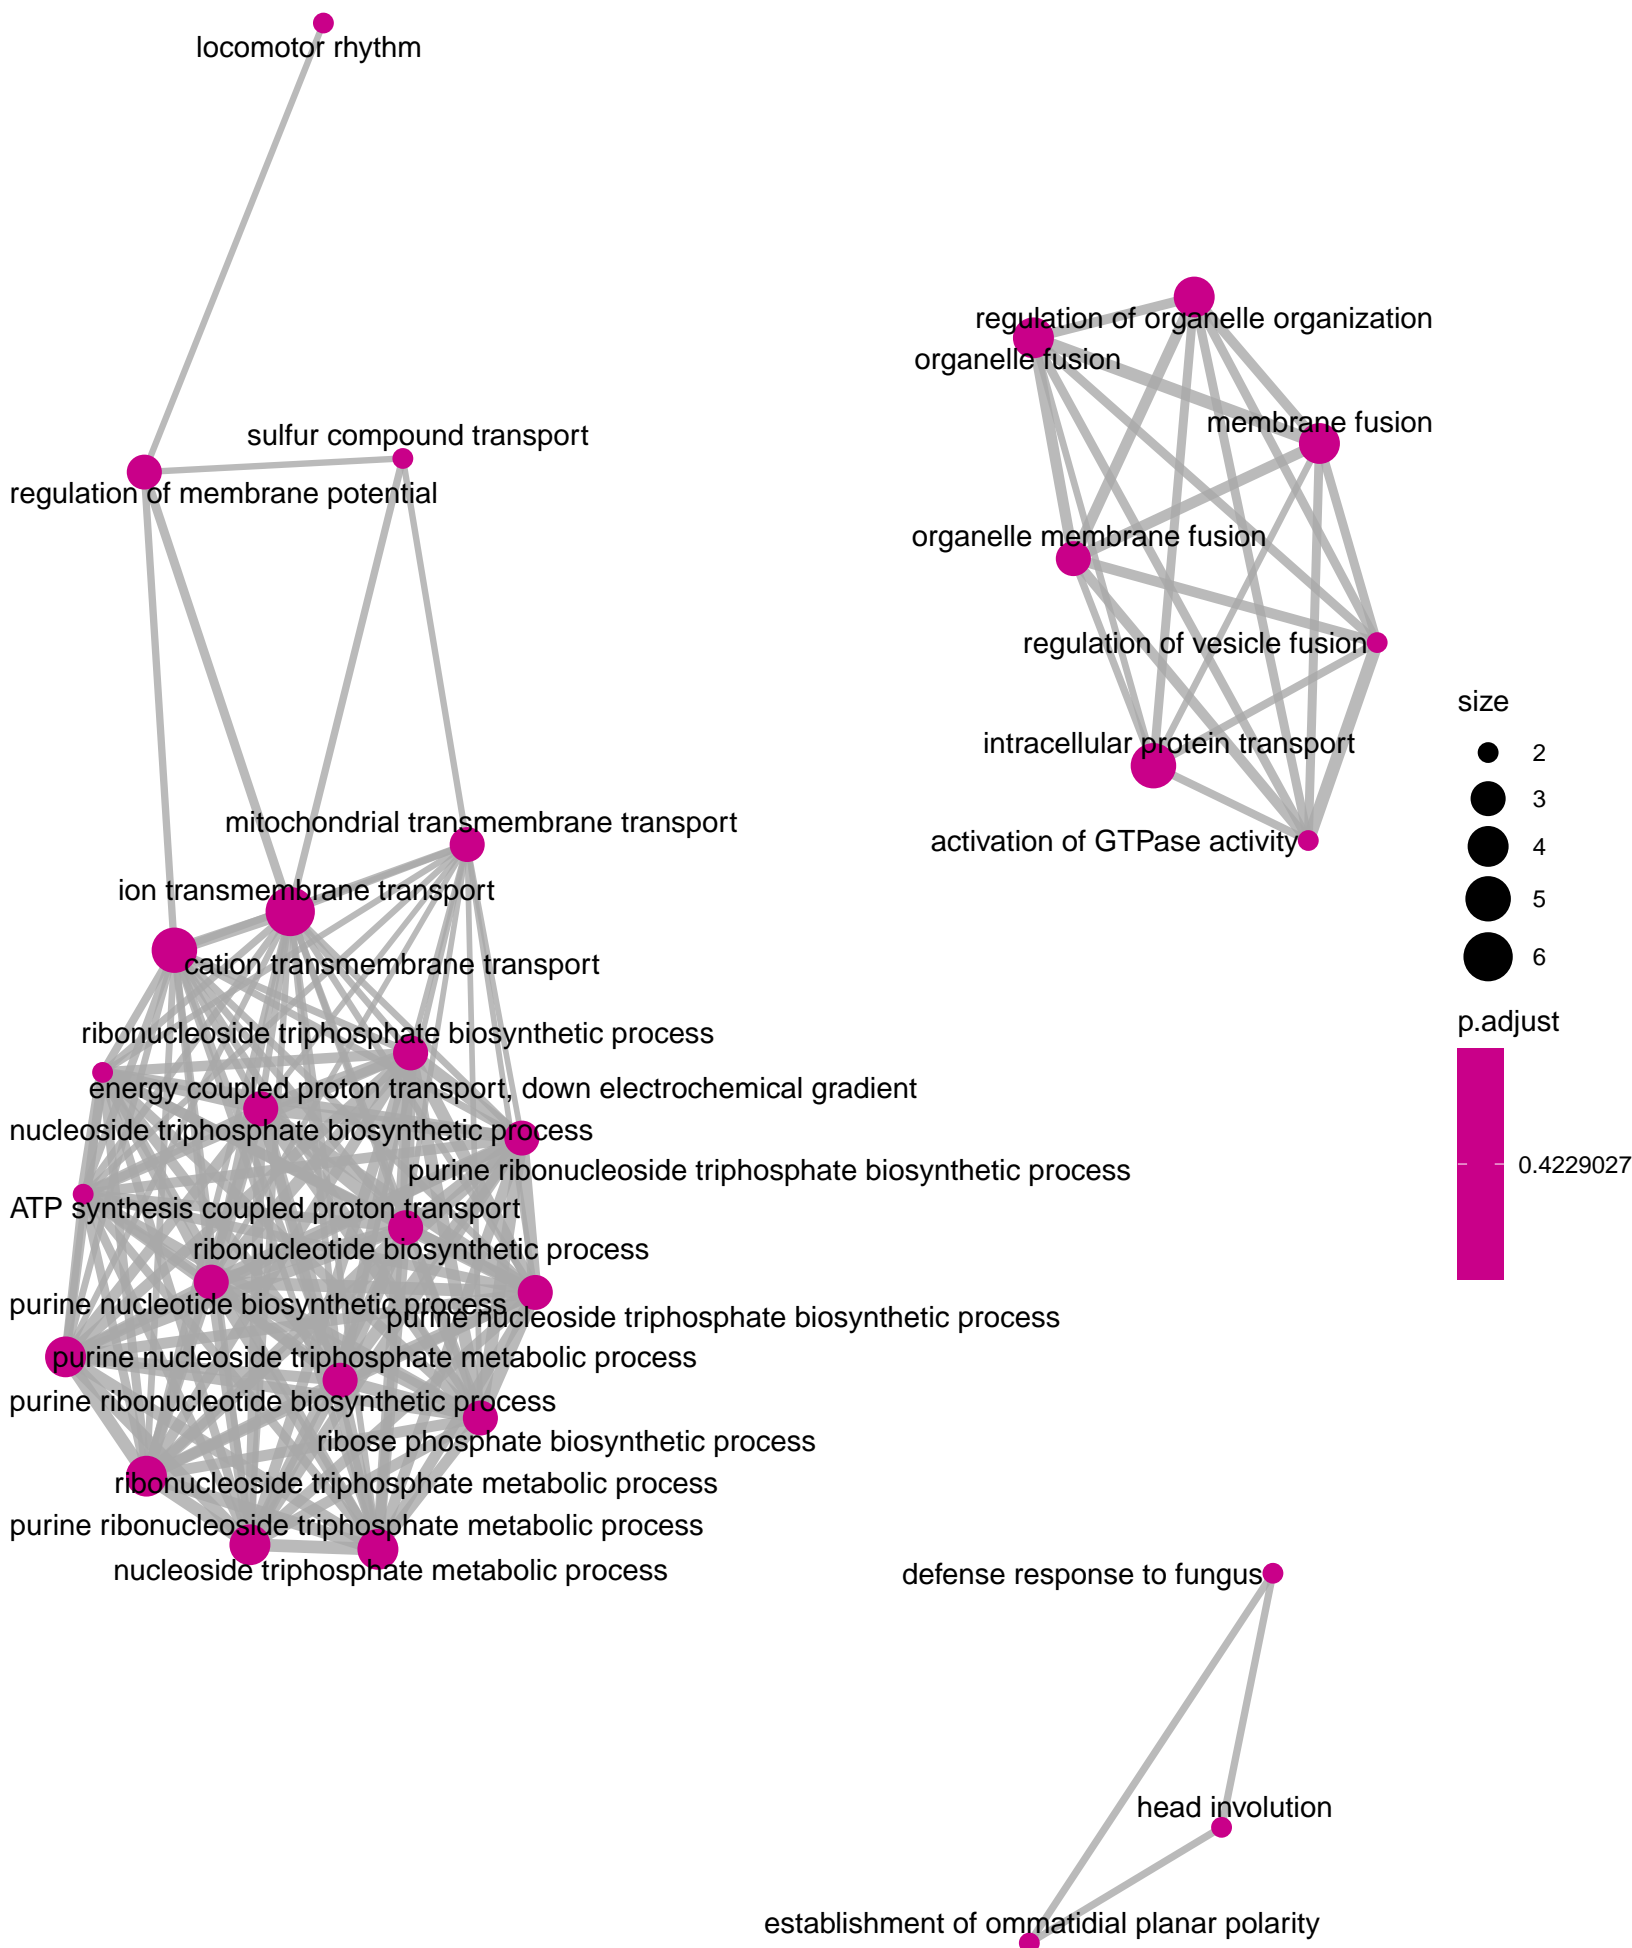 locomotor rhythm
regulation of organelle organization
organelle fusion
membrane fusion
sulfur compound transport
regulation of membrane potential
organelle membrane fusion
regulation of vesicle fusion
size
2
3
4
5
6
intracellular protein transport
mitochondrial transmembrane transport
activation of GTPase activity
ion transmembrane transport
cation transmembrane transport
p.adjust
0.4229027
ribonucleoside triphosphate biosynthetic process
energy coupled proton transport, down electrochemical gradient
nucleoside triphosphate biosynthetic process
purine ribonucleoside triphosphate biosynthetic process
ATP synthesis coupled proton transport
ribonucleotide biosynthetic process
purine nucleotide biosynthetic process
purine nucleoside triphosphate biosynthetic process
purine nucleoside triphosphate metabolic process
purine ribonucleotide biosynthetic process
ribose phosphate biosynthetic process
ribonucleoside triphosphate metabolic process
purine ribonucleoside triphosphate metabolic process
nucleoside triphosphate metabolic process
defense response to fungus
head involution
establishment of ommatidial planar polarity